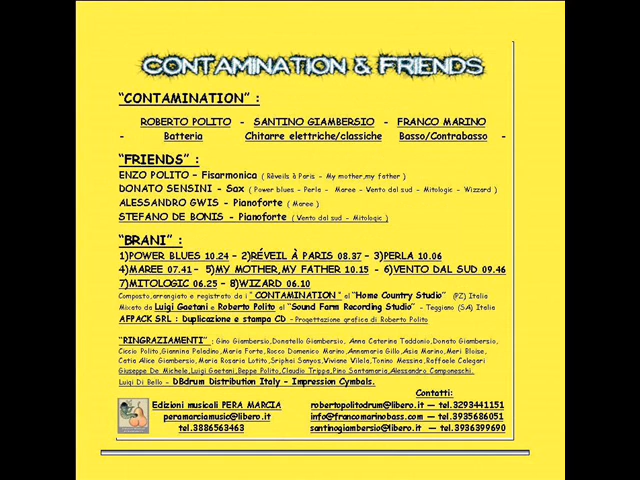 CONTAMINATION & FRIENDS
"CONTAMINATION" :
ROBERTO POLITO - SANTINO GIAMBERSIO - FRANCO MARINO
- Batteria Chitarre elettriche/classiche Basso/Contrabasso -
"FRIENDS" :
ENZO POLITO – Fisarmonica ( Rèveils à Paris – My mother,my father )
DONATO SENSINI - Sax ( Power blues – Perla – Maree – Vento dal sud – Mitologic – Wizzard )
ALESSANDRO GWIS - Pianoforte ( Maree )
STEFANO DE BONIS - Pianoforte ( Vento dal sud – Mitologic )
"BRANI" :
1)POWER BLUES 10.24 – 2)RÉVEIL À PARIS 08.37 – 3)PERLA 10.06
4)MAREE 07.41– 5)MY MOTHER,MY FATHER 10.15 - 6)VENTO DAL SUD 09.46
7)MITOLOGIC 06.25 – 8)WIZARD 06.10
Composto,arrangiato e registrato da i " CONTAMINATION " al "Home Country Studio" (PZ) Italia
Mixato da Luigi Gaetani e Roberto Polito al "Sound Farm Recording Studio" – Teggiano (SA) Italia
AFPACK SRL : Duplicazione e stampa CD – Progettazione grafica di Roberto Polito
"RINGRAZIAMENTI" : Gino Giambersio,Donatello Giambersio, Anna Caterina Taddonio,Donato Giambersio,
Ciccio Polito,Giannina Paladino,Maria Forte,Rocco Domenico Marino,Annamaria Gillo,Asia Marino,Meri Bloise,
Catia Alice Giambersio,Maria Rosaria Lotito,Sriphai Sanyos,Viviane Vilela,Tonino Messina,Raffaele Calegari
Giuseppe De Michele,Luigi Gaetani,Beppe Polito,Claudio Trippa,Pino Santamaria,Alessandro Camponeschi,
Luigi Di Bello – DBdrum Distribution Italy – Impression Cymbals.
Contatti:
Edizioni musicali PERA MARCIA robertopolitodrum@libero.it — tel.3293441151
peramarciamusic@libero.it info@francomarinobass.com — tel.3935686051
tel.3886563463 santinogiambersio@libero.it — tel.3936399690